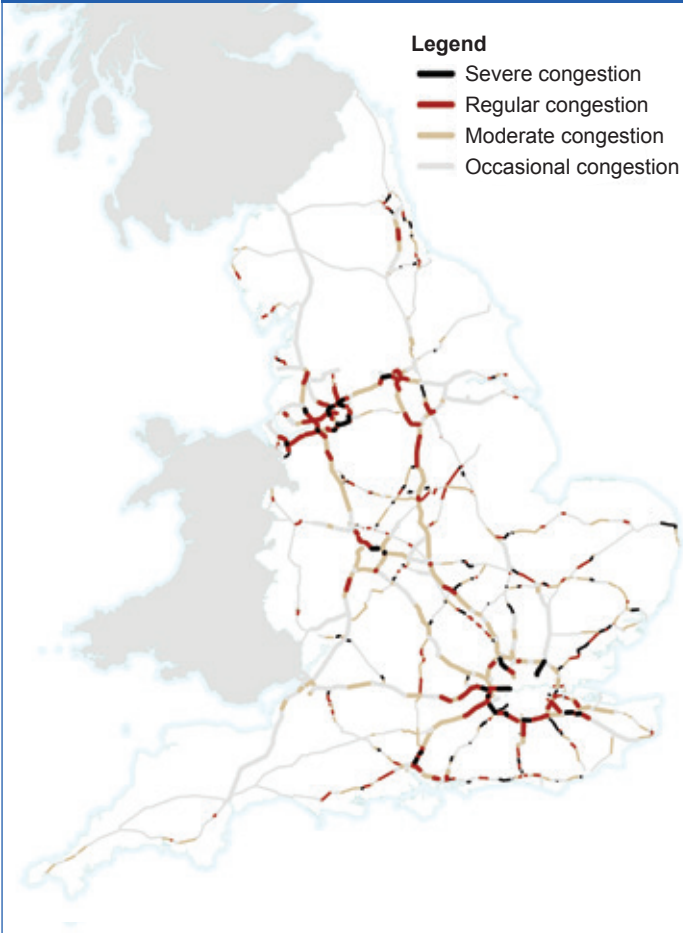 Legend
Severe congestion
Regular congestion
Moderate congestion
Occasional congestion